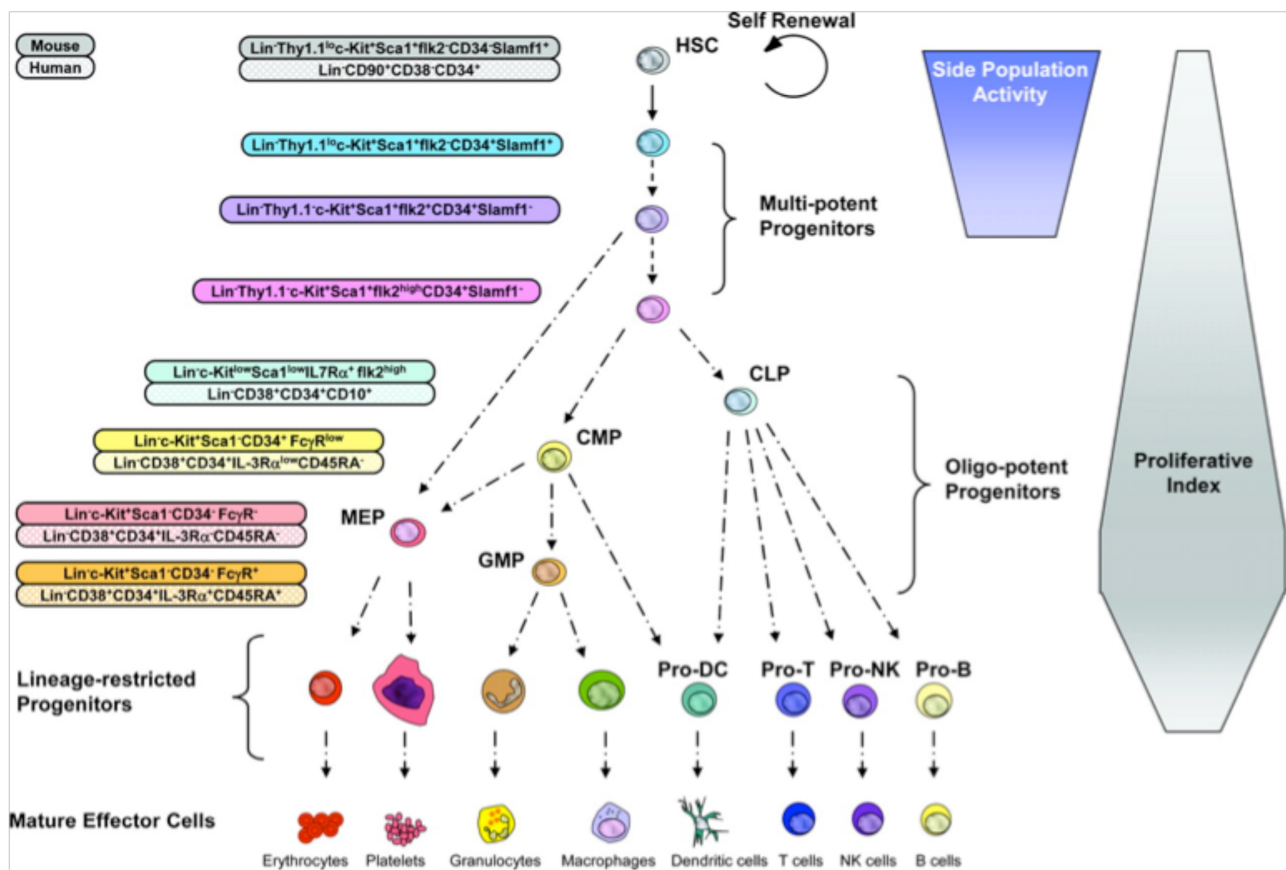 Self Renewal
Mouse
Human
Lin⁻Thy1.1ˡᵒc-Kit⁺Sca1⁺flk2⁻CD34⁻Slamf1⁺
Lin⁻CD90⁺CD38⁻CD34⁺
HSC
Side Population
Activity
Lin⁻Thy1.1ˡᵒc-Kit⁺Sca1⁺flk2⁻CD34⁺Slamf1⁺
Lin⁻Thy1.1⁻c-Kit⁺Sca1⁺flk2⁺CD34⁺Slamf1⁻
Multi-potent
Progenitors
Lin⁻Thy1.1⁻c-Kit⁺Sca1⁺flk2ʰⁱᵍʰCD34⁺Slamf1⁻
Lin⁻c-KitˡᵒʷSca1ˡᵒʷIL7Rα⁺ flk2ʰⁱᵍʰ
Lin⁻CD38⁺CD34⁺CD10⁺
CLP
Lin⁻c-Kit⁺Sca1⁻CD34⁺ FcγRˡᵒʷ
Lin⁻CD38⁺CD34⁺IL-3RαˡᵒʷCD45RA⁻
CMP
Oligo-potent
Progenitors
Proliferative
Index
Lin⁻c-Kit⁺Sca1⁻CD34⁻ FcγR⁻
Lin⁻CD38⁺CD34⁺IL-3Rα⁻CD45RA⁻
MEP
Lin⁻c-Kit⁺Sca1⁻CD34⁻ FcγR⁺
Lin⁻CD38⁺CD34⁺IL-3Rα⁺CD45RA⁺
GMP
Lineage-restricted
Progenitors
Pro-DC
Pro-T
Pro-NK
Pro-B
Mature Effector Cells
Erythrocytes
Platelets
Granulocytes
Macrophages
Dendritic cells
T cells
NK cells
B cells